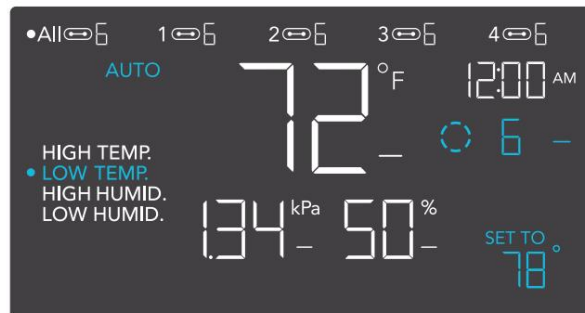 •All 6 1 6 2 6 3 6 4 6
AUTO
72 °F
12:00 AM
6 –
HIGH TEMP.
• LOW TEMP.
HIGH HUMID.
LOW HUMID.
1.34 kPa 50 %
SET TO
78°